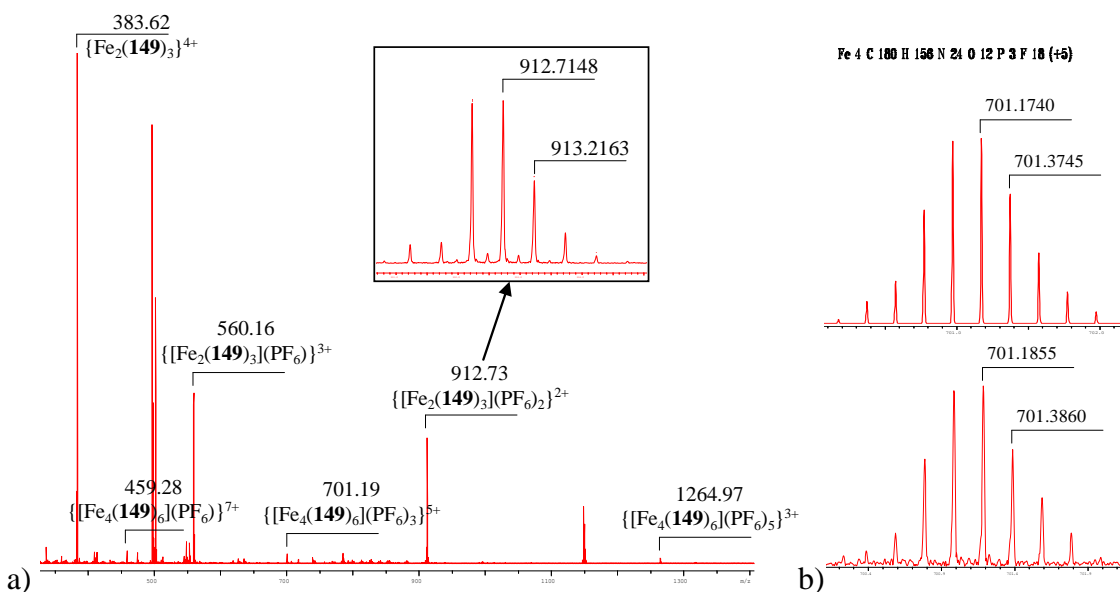 383.62
{Fe₂(149)₃}⁴⁺
912.7148
913.2163
560.16
{[Fe₂(149)₃](PF₆)}³⁺
912.73
{[Fe₂(149)₃](PF₆)₂}²⁺
459.28
{[Fe₄(149)₆](PF₆)}⁷⁺
701.19
{[Fe₄(149)₆](PF₆)₃}⁵⁺
1264.97
{[Fe₄(149)₆](PF₆)₅}³⁺
500
700
900
1100
1300
m/z
a)
Fe 4 C 180 H 156 N 24 O 12 P 3 F 18 (+5)
701.1740
701.3745
701.1855
701.3860
b)